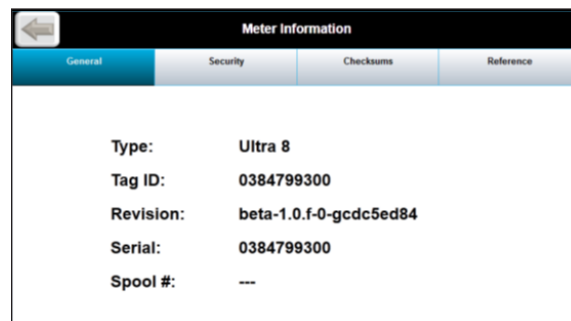 Meter Information
General Security Checksums Reference
Type: Ultra 8
Tag ID: 0384799300
Revision: beta-1.0.f-0-gcdc5ed84
Serial: 0384799300
Spool #: ---